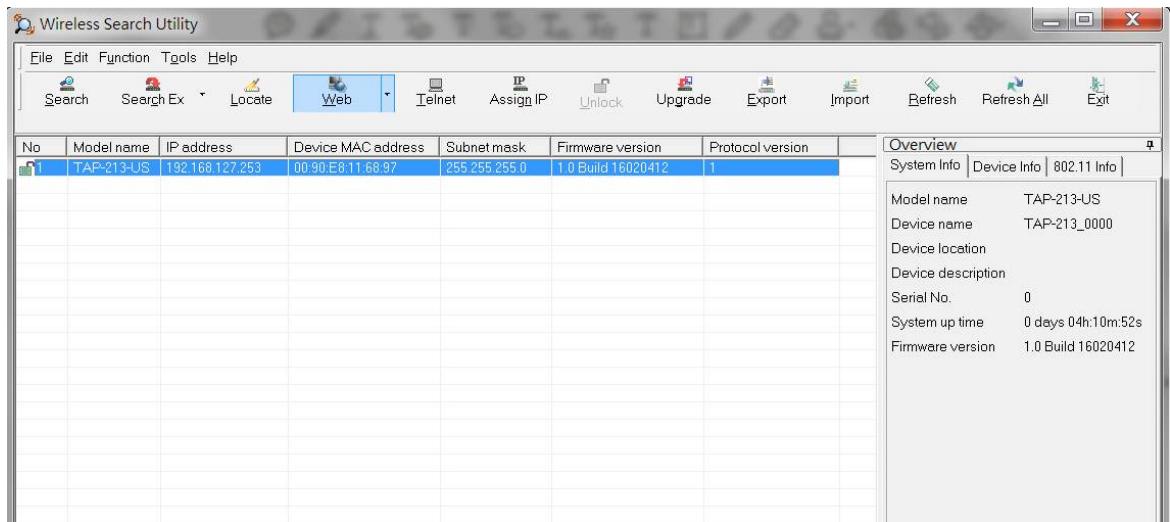 Wireless Search Utility
File Edit Function Tools Help
Search Search Ex Locate Web Telnet Assign IP Unlock Upgrade Export Import Refresh Refresh All Exit
No Model name IP address Device MAC address Subnet mask Firmware version Protocol version
1 TAP-213-US 192.168.127.253 00:90:E8:11:68:97 255.255.255.0 1.0 Build 16020412 1
Overview
System Info Device Info 802.11 Info
Model name TAP-213-US
Device name TAP-213_0000
Device location
Device description
Serial No. 0
System up time 0 days 04h:10m:52s
Firmware version 1.0 Build 16020412